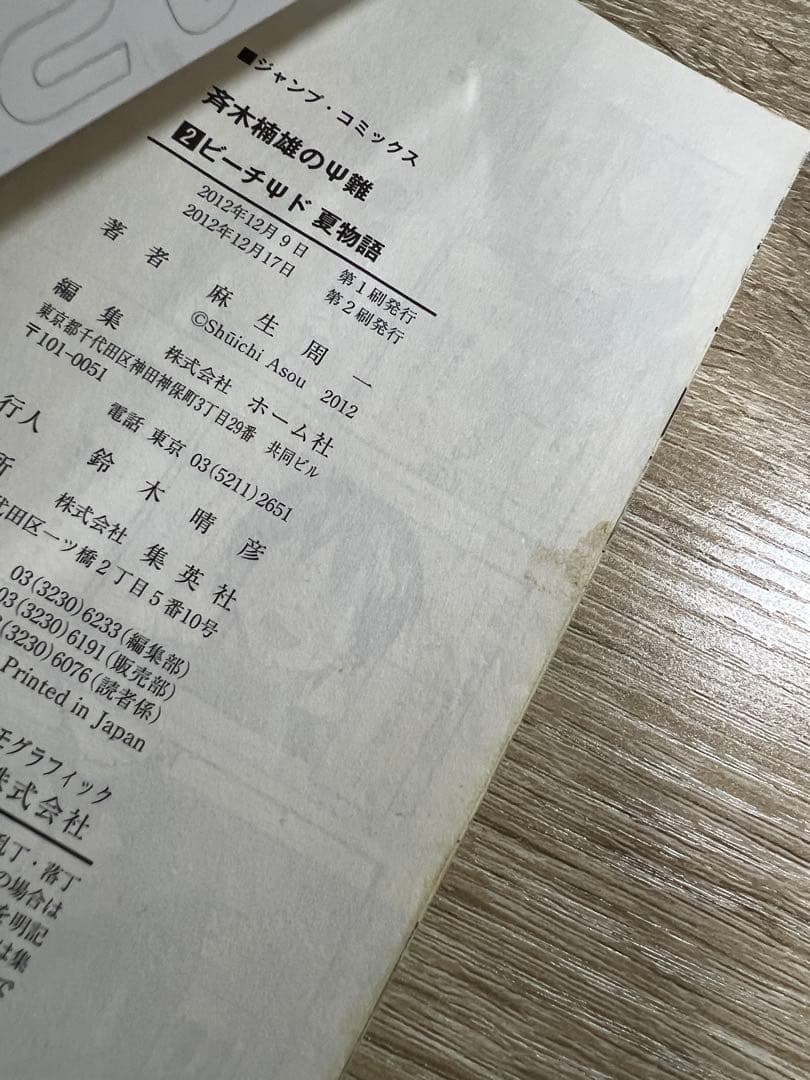 ■ジャンプ・コミックス
斉木楠雄のΨ難
2 ビーチΨド 夏物語
2012年12月9日 第1刷発行
2012年12月17日 第2刷発行
著者 麻生周一
©Shūichi Asou 2012
編集 株式会社 ホーム社
東京都千代田区神田神保町3丁目29番 共同ビル
〒101-0051
電話 東京 03(5211)2651
行人 鈴木晴彦
所 株式会社 集英社
代田区一ツ橋2丁目5番10号
03(3230)6233(編集部)
03(3230)6191(販売部)
(3230)6076(読者係)
Printed in Japan
モグラフィック
株式会社
乱丁・落丁
の場合は
を明記
は集